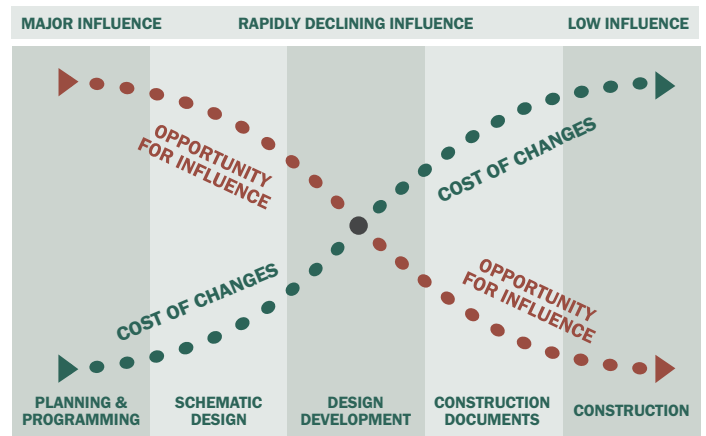 MAJOR INFLUENCE
RAPIDLY DECLINING INFLUENCE
LOW INFLUENCE
OPPORTUNITY
FOR INFLUENCE
COST OF CHANGES
COST OF CHANGES
OPPORTUNITY
FOR INFLUENCE
PLANNING &
PROGRAMMING
SCHEMATIC
DESIGN
DESIGN
DEVELOPMENT
CONSTRUCTION
DOCUMENTS
CONSTRUCTION